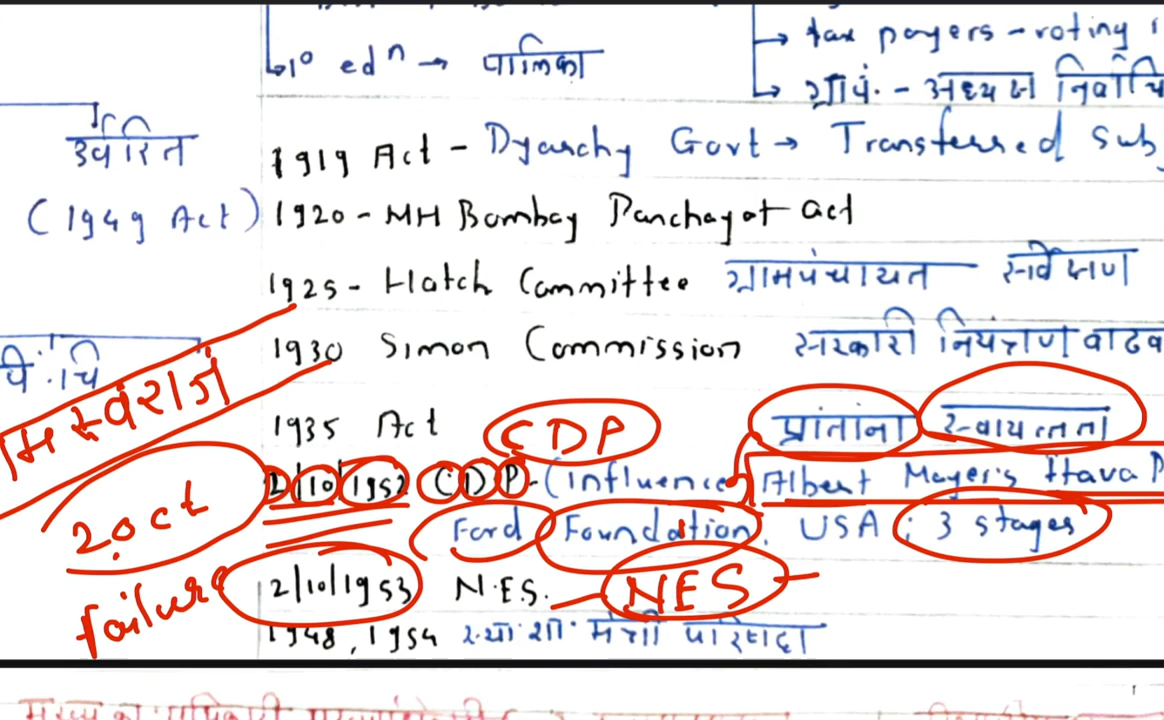 1° edⁿ → पालिका
→ tax payers - voting
→ ग्रापं. - अध्यक्ष
उर्वरित
(1949 Act)
1919 Act - Dyarchy Govt → Transferred Sub
1920 - MH Bombay Panchayat act
1925 - Hatch Committee ग्रामपंचायत सर्वेक्षण
1930 Simon Commission सरकारी नियंत्रण वाढव
1935 Act CDP प्रांतांना स्वायत्तता
2/10/1952 CDP - (Influence Albert Mayer's Etava P
2 Oct
Ford Foundation. USA ; 3 stages
failure
2/10/1953 N.E.S. - NES
1948, 1954 स्था. शा. मंत्री परिषदा